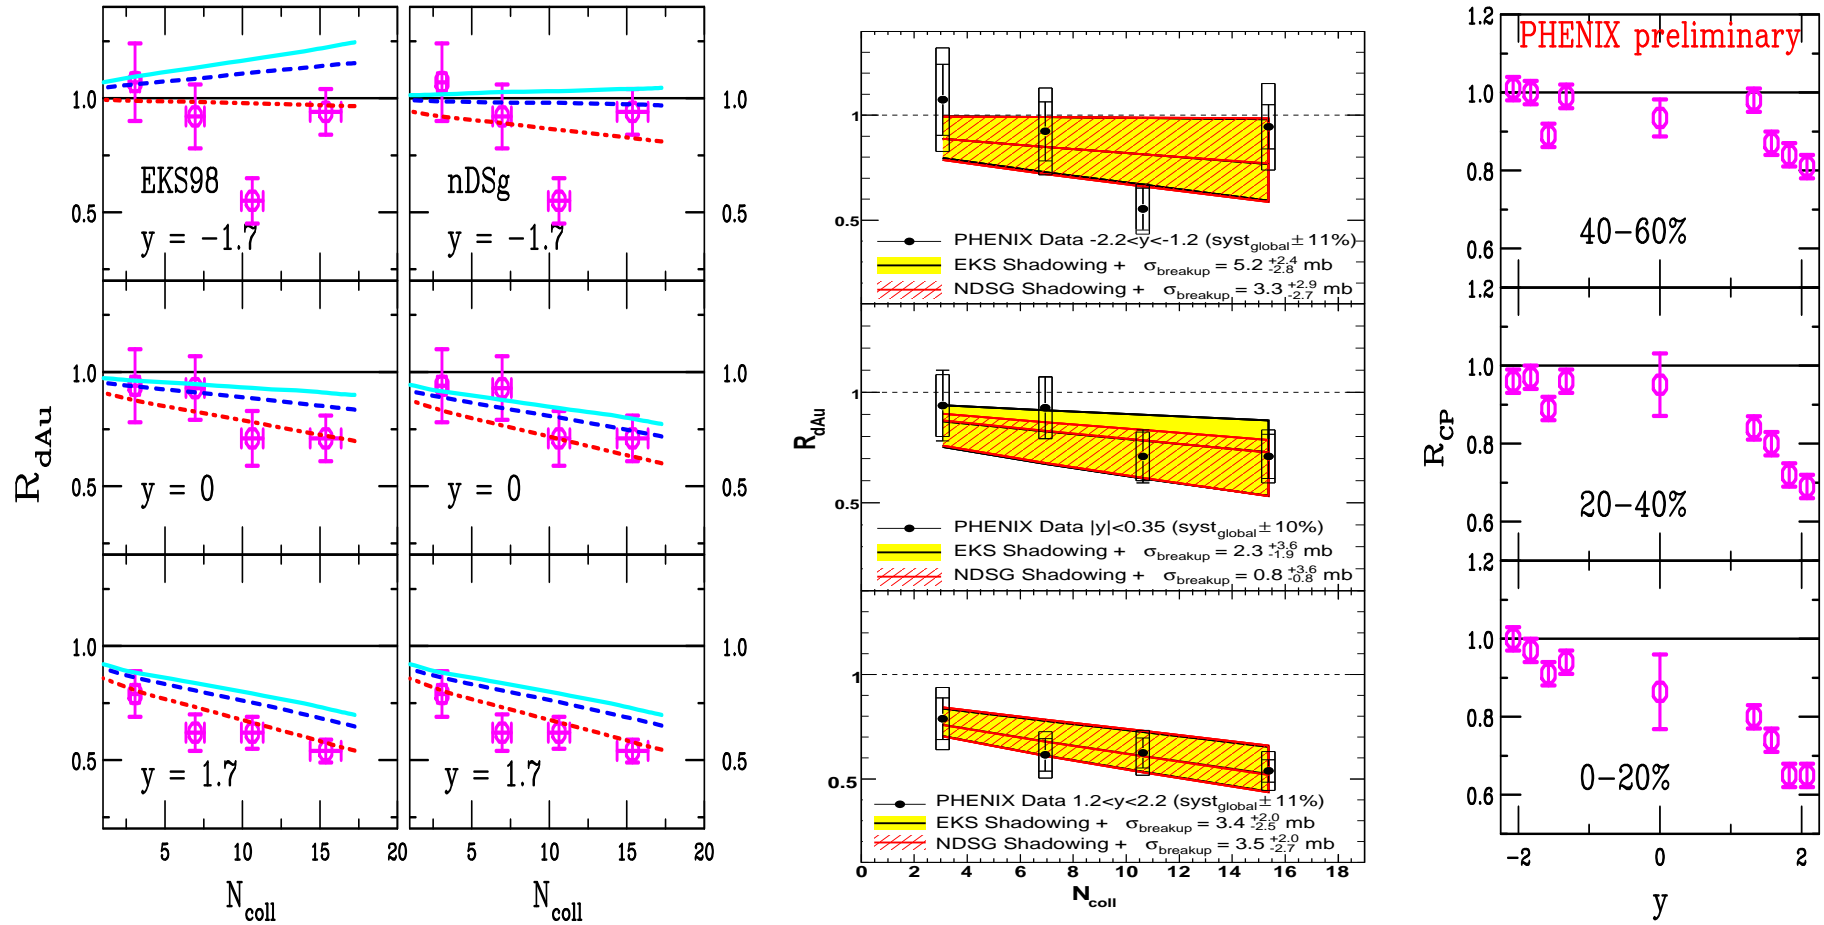 R_dAu
1.0
0.5
EKS98
y = −1.7
nDSg
y = −1.7
1.0
0.5
1.0
0.5
y = 0
y = 0
1.0
0.5
1.0
0.5
y = 1.7
y = 1.7
1.0
0.5
5 10 15 20
5 10 15 20
N_coll
N_coll
R_dAu
1
0.5
PHENIX Data -2.2<y<-1.2 (syst_global ± 11%)
EKS Shadowing + σ_breakup = 5.2 +2.4 -2.8 mb
NDSG Shadowing + σ_breakup = 3.3 +2.9 -2.7 mb
1
0.5
PHENIX Data |y|<0.35 (syst_global ± 10%)
EKS Shadowing + σ_breakup = 2.3 +3.6 -1.9 mb
NDSG Shadowing + σ_breakup = 0.8 +3.6 -0.8 mb
1
0.5
PHENIX Data 1.2<y<2.2 (syst_global ± 11%)
EKS Shadowing + σ_breakup = 3.4 +2.0 -2.5 mb
NDSG Shadowing + σ_breakup = 3.5 +2.0 -2.7 mb
0 2 4 6 8 10 12 14 16 18
N_coll
R_CP
1.2
PHENIX preliminary
1.0
0.8
0.6
40−60%
1.2
1.0
0.8
0.6
20−40%
1.2
1.0
0.8
0.6
0−20%
−2 0 2
y